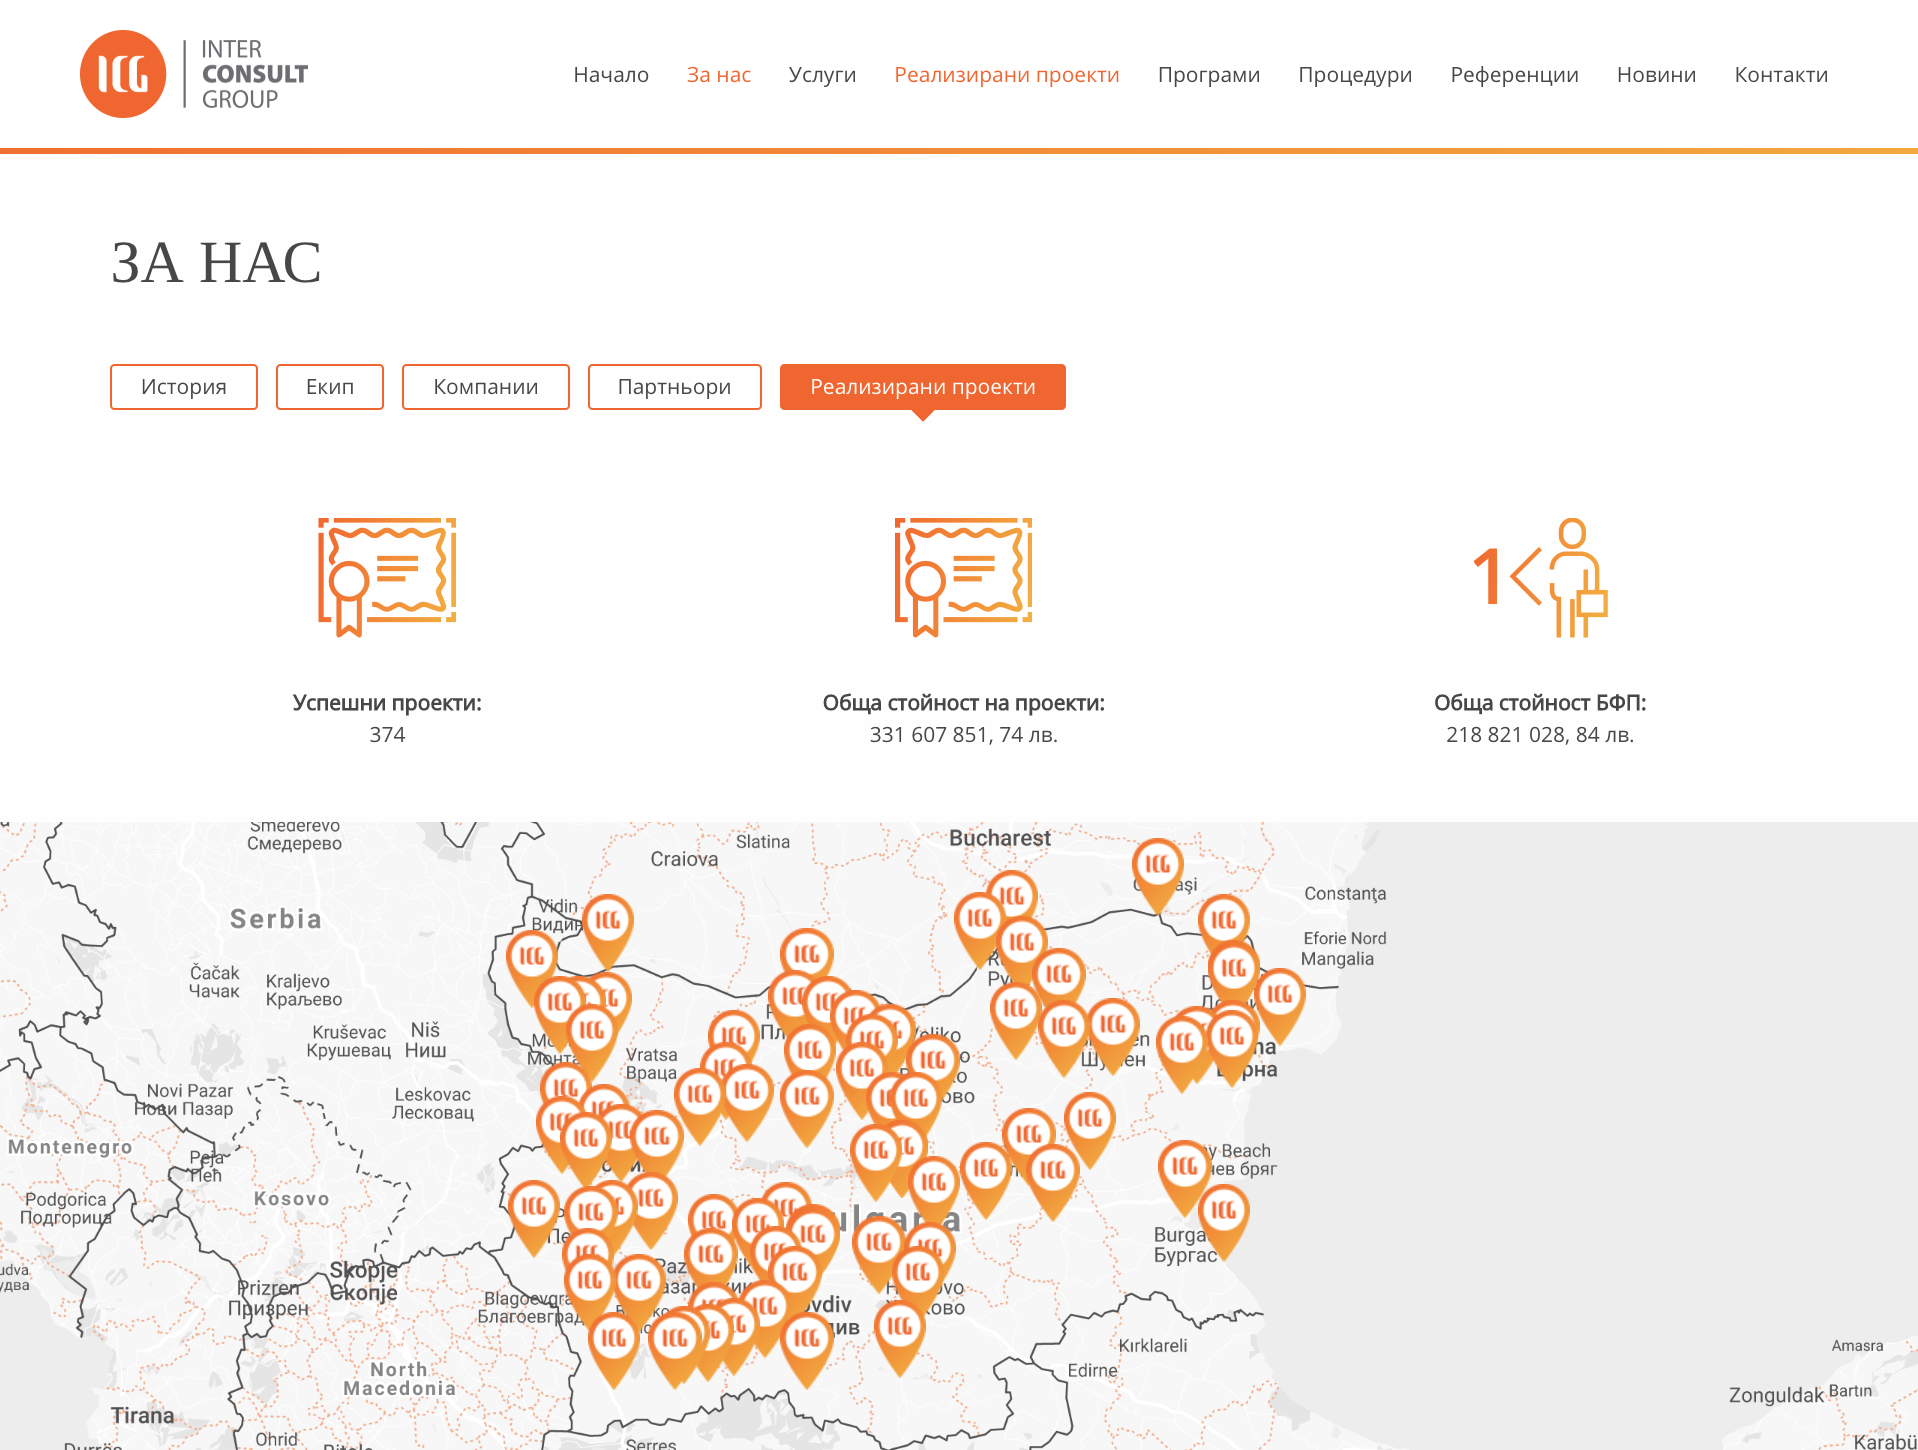 ICG
INTER
CONSULT
GROUP
Начало За нас Услуги Реализирани проекти Програми Процедури Референции Новини Контакти
ЗА НАС
История Екип Компании Партньори Реализирани проекти
1
Успешни проекти:
374
Обща стойност на проекти:
331 607 851, 74 лв.
Обща стойност БФП:
218 821 028, 84 лв.
Smederevo
Смедерево
Slatina
Craiova
Bucharest
Constanța
Vidin
Видин
Serbia
Eforie Nord
Mangalia
Čačak
Чачак
Kraljevo
Краљево
Kruševac
Крушевац
Niš
Ниш
Vratsa
Враца
Novi Pazar
Нови Пазар
Leskovac
Лесковац
Montenegro
Peja
Пећ
Kosovo
Podgorica
Подгорица
Skopje
Скопје
Prizren
Призрен
Благоевград
Бургас
Kırklareli
Edirne
Amasra
Zonguldak
Bartın
North
Macedonia
Tirana
Ohrid
Serres